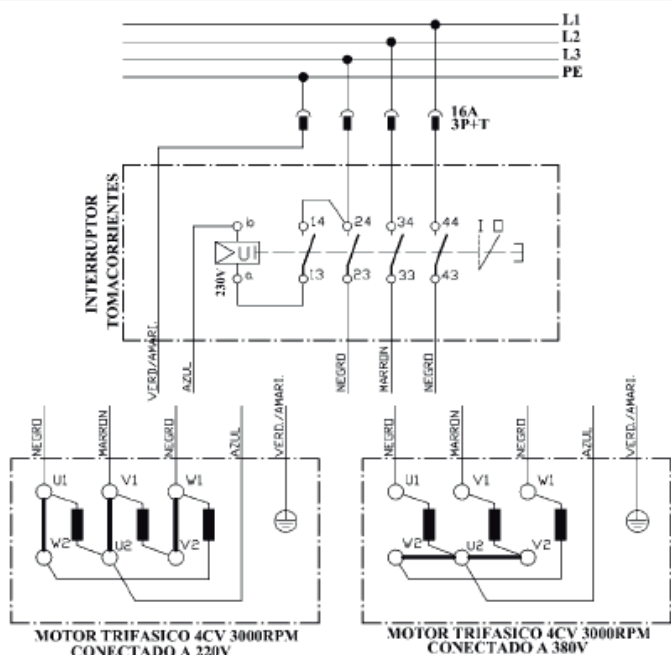 L1
L2
L3
PE
16A
3P+T
INTERRUPTOR
TOMACORRIENTES
b
14
24
34
44
I O
U<
230V
a
13
23
33
43
VERD/AMARI.
AZUL
NEGRO
MARRON
NEGRO
NEGRO
MARRON
NEGRO
AZUL
VERD./AMARI.
U1
V1
W1
W2
U2
V2
MOTOR TRIFASICO 4CV 3000RPM
CONECTADO A 220V
NEGRO
MARRON
NEGRO
AZUL
VERD./AMARI.
U1
V1
W1
W2
U2
V2
MOTOR TRIFASICO 4CV 3000RPM
CONECTADO A 380V